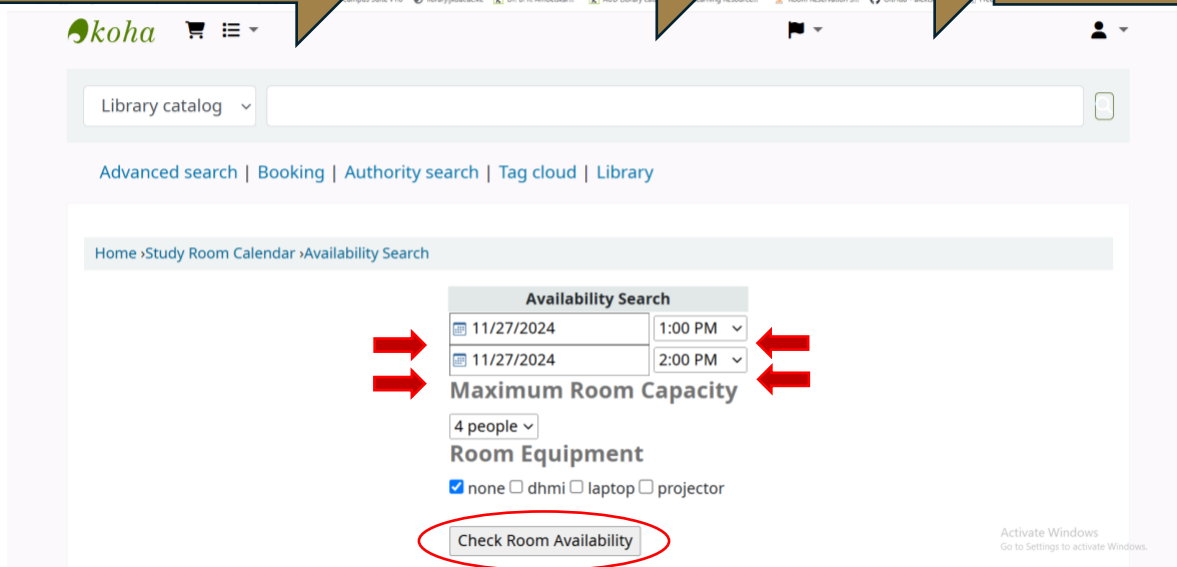 koha
Library catalog
Advanced search | Booking | Authority search | Tag cloud | Library
Home ›Study Room Calendar ›Availability Search
Availability Search
11/27/2024 1:00 PM
11/27/2024 2:00 PM
Maximum Room Capacity
4 people
Room Equipment
none dhmi laptop projector
Check Room Availability
Activate Windows
Go to Settings to activate Windows.